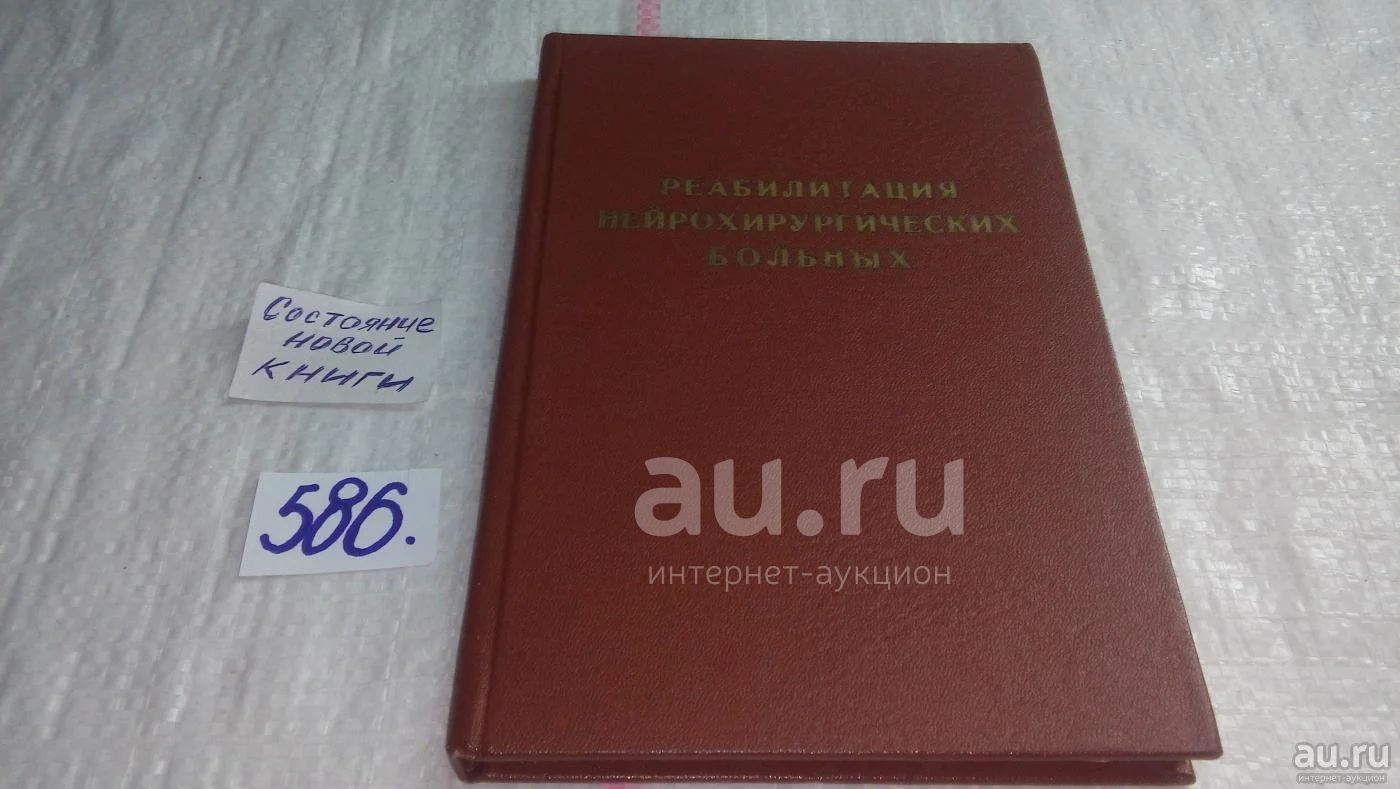 РЕАБИЛИТАЦИЯ
НЕЙРОХИРУРГИЧЕСКИХ
БОЛЬНЫХ
Состояние
новой
книги
586.
au.ru
интернет-аукцион
au.ru
интернет-аукцион